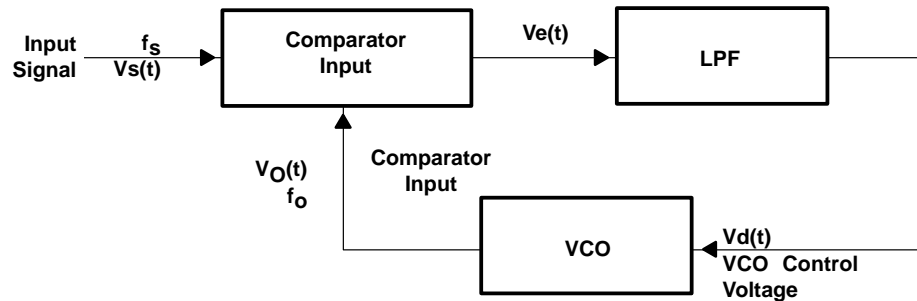 Input
Signal
fs
Vs(t)
Comparator
Input
Ve(t)
LPF
VO(t)
fo
Comparator
Input
VCO
Vd(t)
VCO Control
Voltage